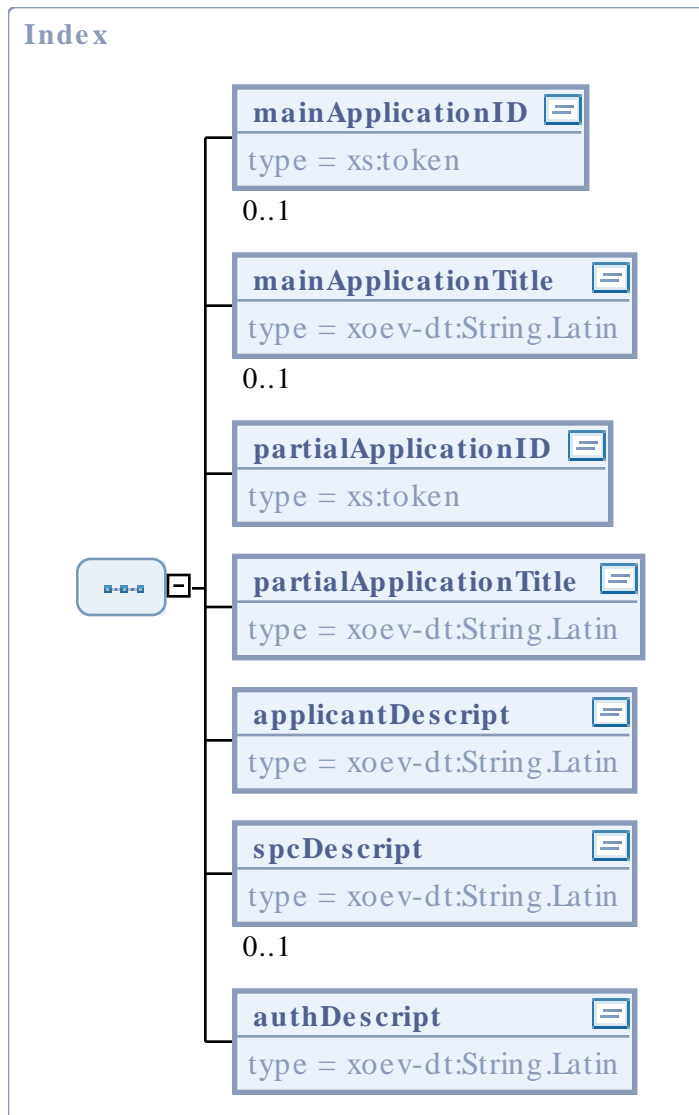 Index
mainApplicationID
type = xs:token
0..1
mainApplicationTitle
type = xoev-dt:String.Latin
0..1
partialApplicationID
type = xs:token
partialApplicationTitle
type = xoev-dt:String.Latin
applicantDescript
type = xoev-dt:String.Latin
spcDescript
type = xoev-dt:String.Latin
0..1
authDescript
type = xoev-dt:String.Latin